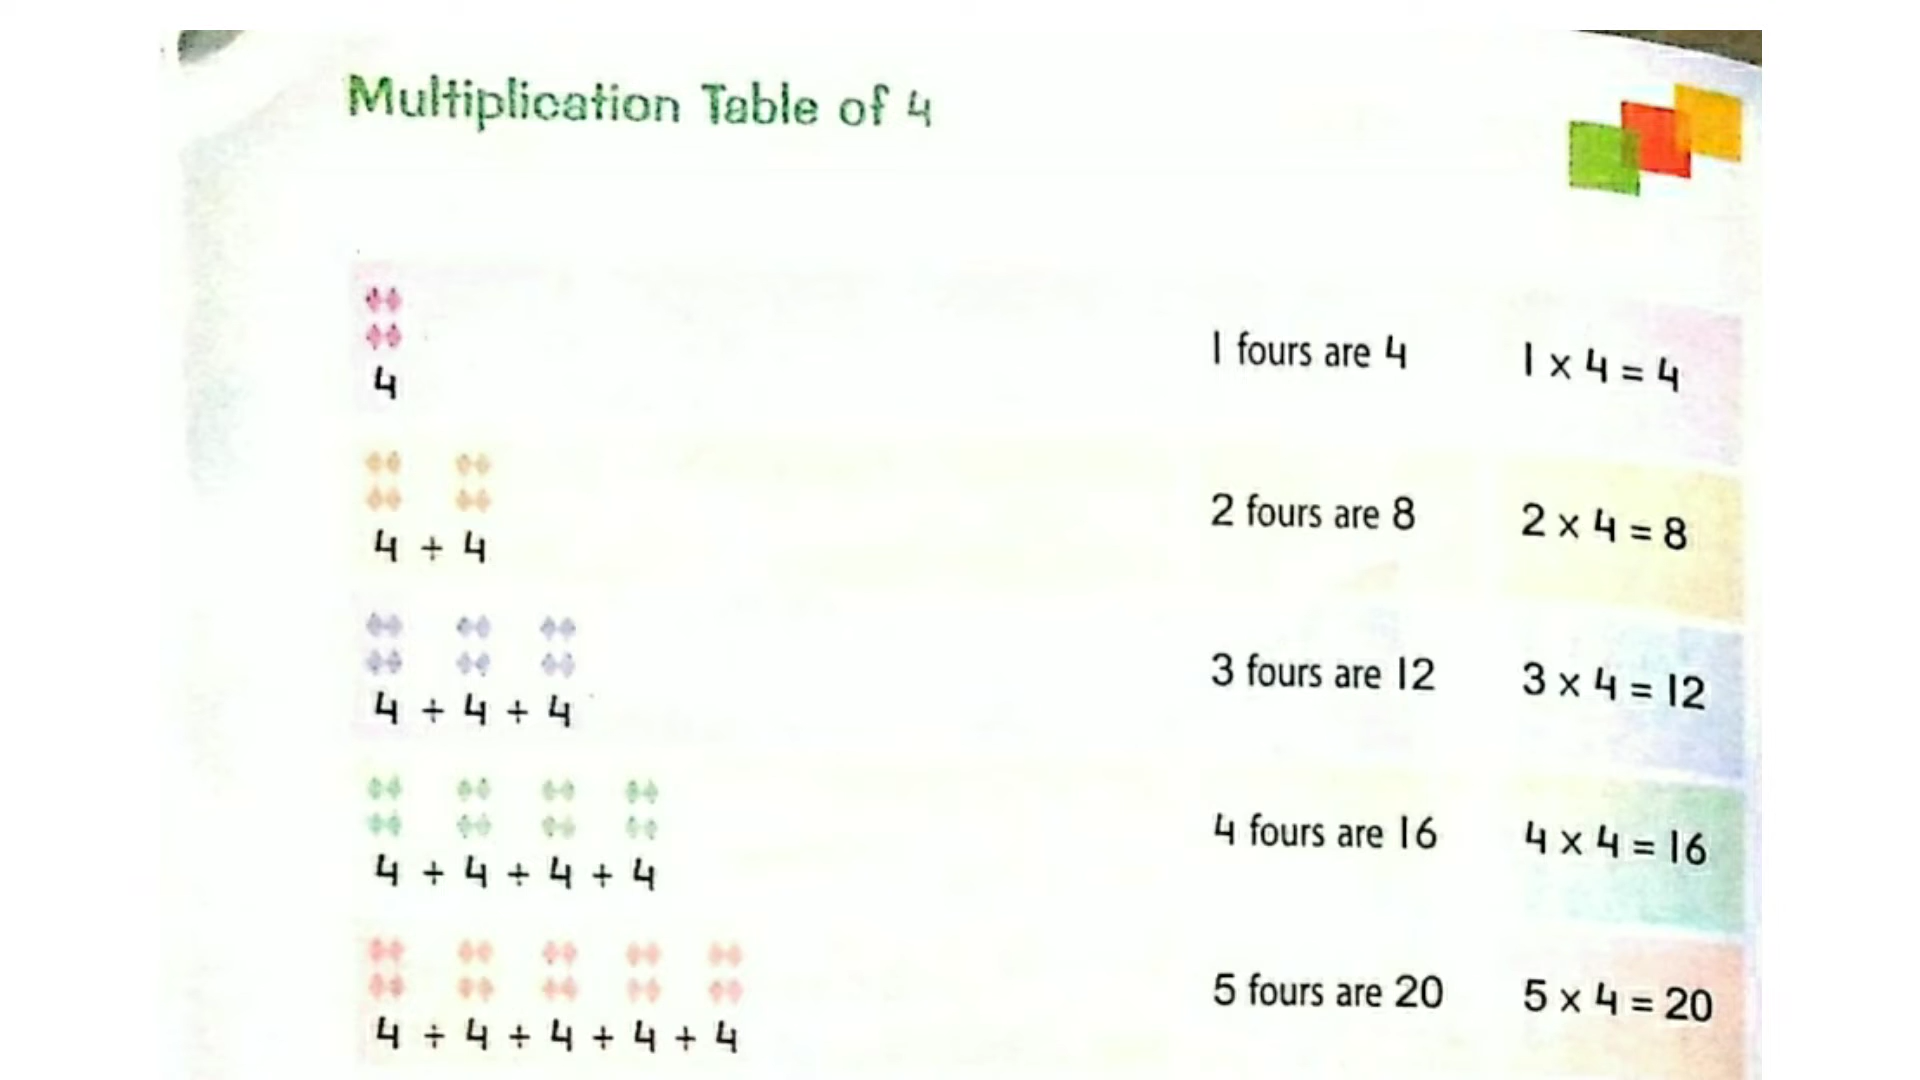 Multiplication Table of 4
4
1 fours are 4
1 x 4 = 4
4 + 4
2 fours are 8
2 x 4 = 8
4 + 4 + 4
3 fours are 12
3 x 4 = 12
4 + 4 + 4 + 4
4 fours are 16
4 x 4 = 16
4 + 4 + 4 + 4 + 4
5 fours are 20
5 x 4 = 20